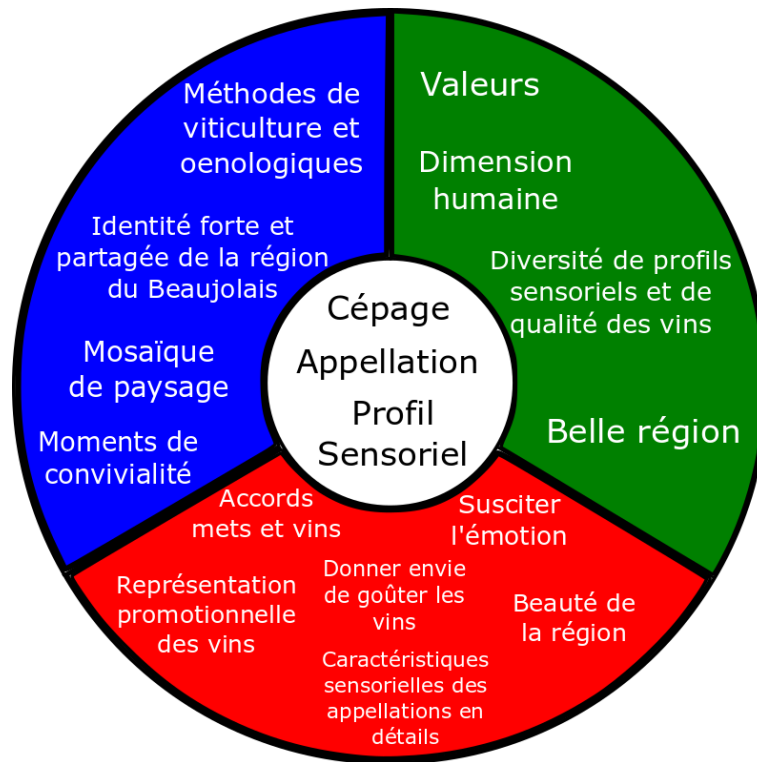 Méthodes de
viticulture et
oenologiques
Identité forte et
partagée de la région
du Beaujolais
Mosaïque
de paysage
Moments de
convivialité
Valeurs
Dimension
humaine
Diversité de profils
sensoriels et de
qualité des vins
Belle région
Cépage
Appellation
Profil
Sensoriel
Accords
mets et vins
Susciter
l'émotion
Représentation
promotionnelle
des vins
Donner envie
de goûter les
vins
Beauté de
la région
Caractéristiques
sensorielles des
appellations en
détails